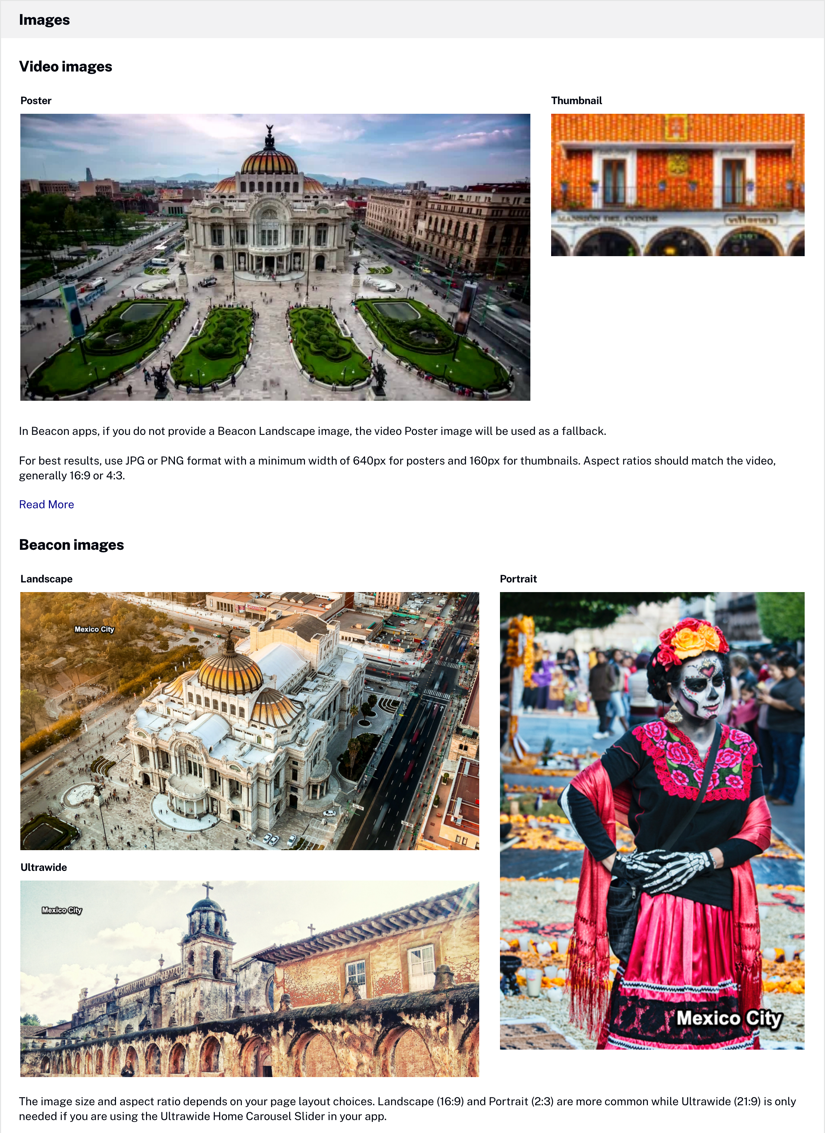 Images
Video images
Poster
Thumbnail
MANSIÓN DEL CONDE
vittorio's
In Beacon apps, if you do not provide a Beacon Landscape image, the video Poster image will be used as a fallback.
For best results, use JPG or PNG format with a minimum width of 640px for posters and 160px for thumbnails. Aspect ratios should match the video,
generally 16:9 or 4:3.
Read More
Beacon images
Landscape
Portrait
Mexico City
Ultrawide
Mexico City
Mexico City
The image size and aspect ratio depends on your page layout choices. Landscape (16:9) and Portrait (2:3) are more common while Ultrawide (21:9) is only
needed if you are using the Ultrawide Home Carousel Slider in your app.